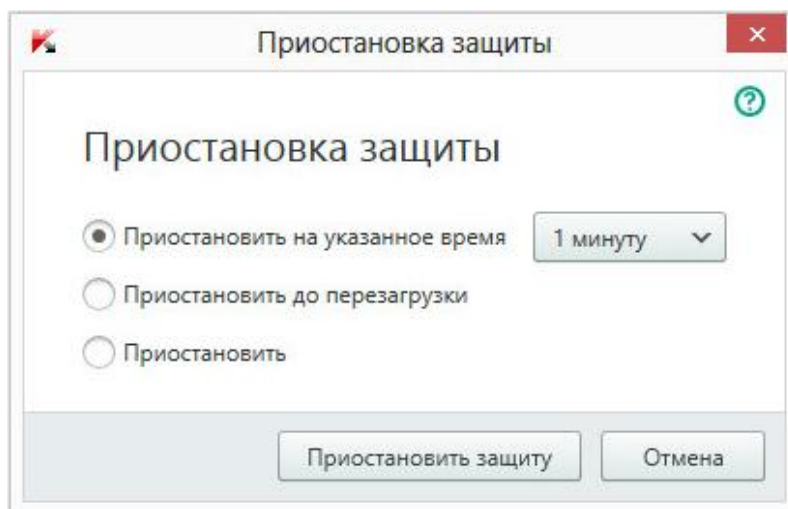 Приостановка защиты
Приостановка защиты
Приостановить на указанное время 1 минуту
Приостановить до перезагрузки
Приостановить
Приостановить защиту Отмена